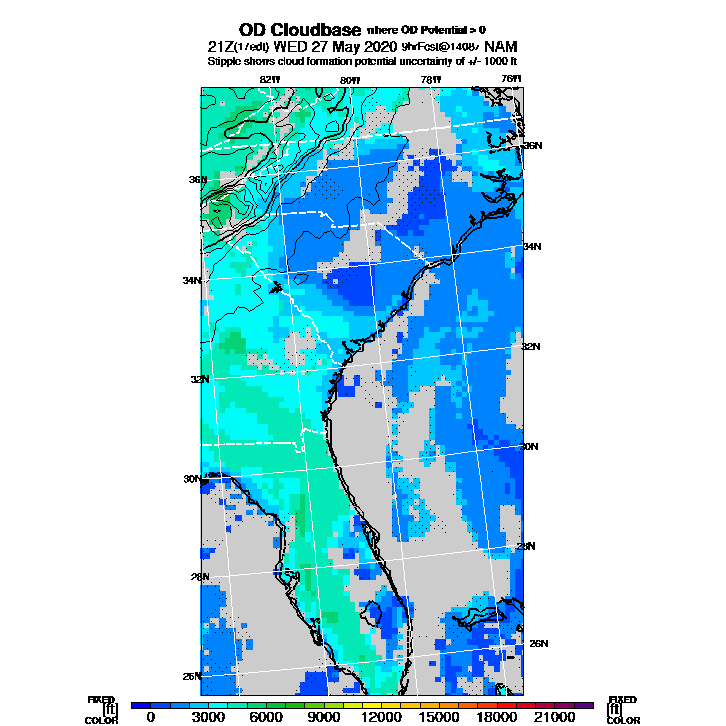 OD Cloudbase where OD Potential > 0
21Z(17edt) WED 27 May 2020 9hrFcst@1408z NAM
Stipple shows cloud formation potential uncertainty of +/- 1000 ft
82W 80W 78W 76W
36N
36N
34N
34N
32N
32N
30N
30N
28N
28N
26N
26N
FIXED FIXED
[ft] [ft]
COLOR COLOR
0 3000 6000 9000 12000 15000 18000 21000